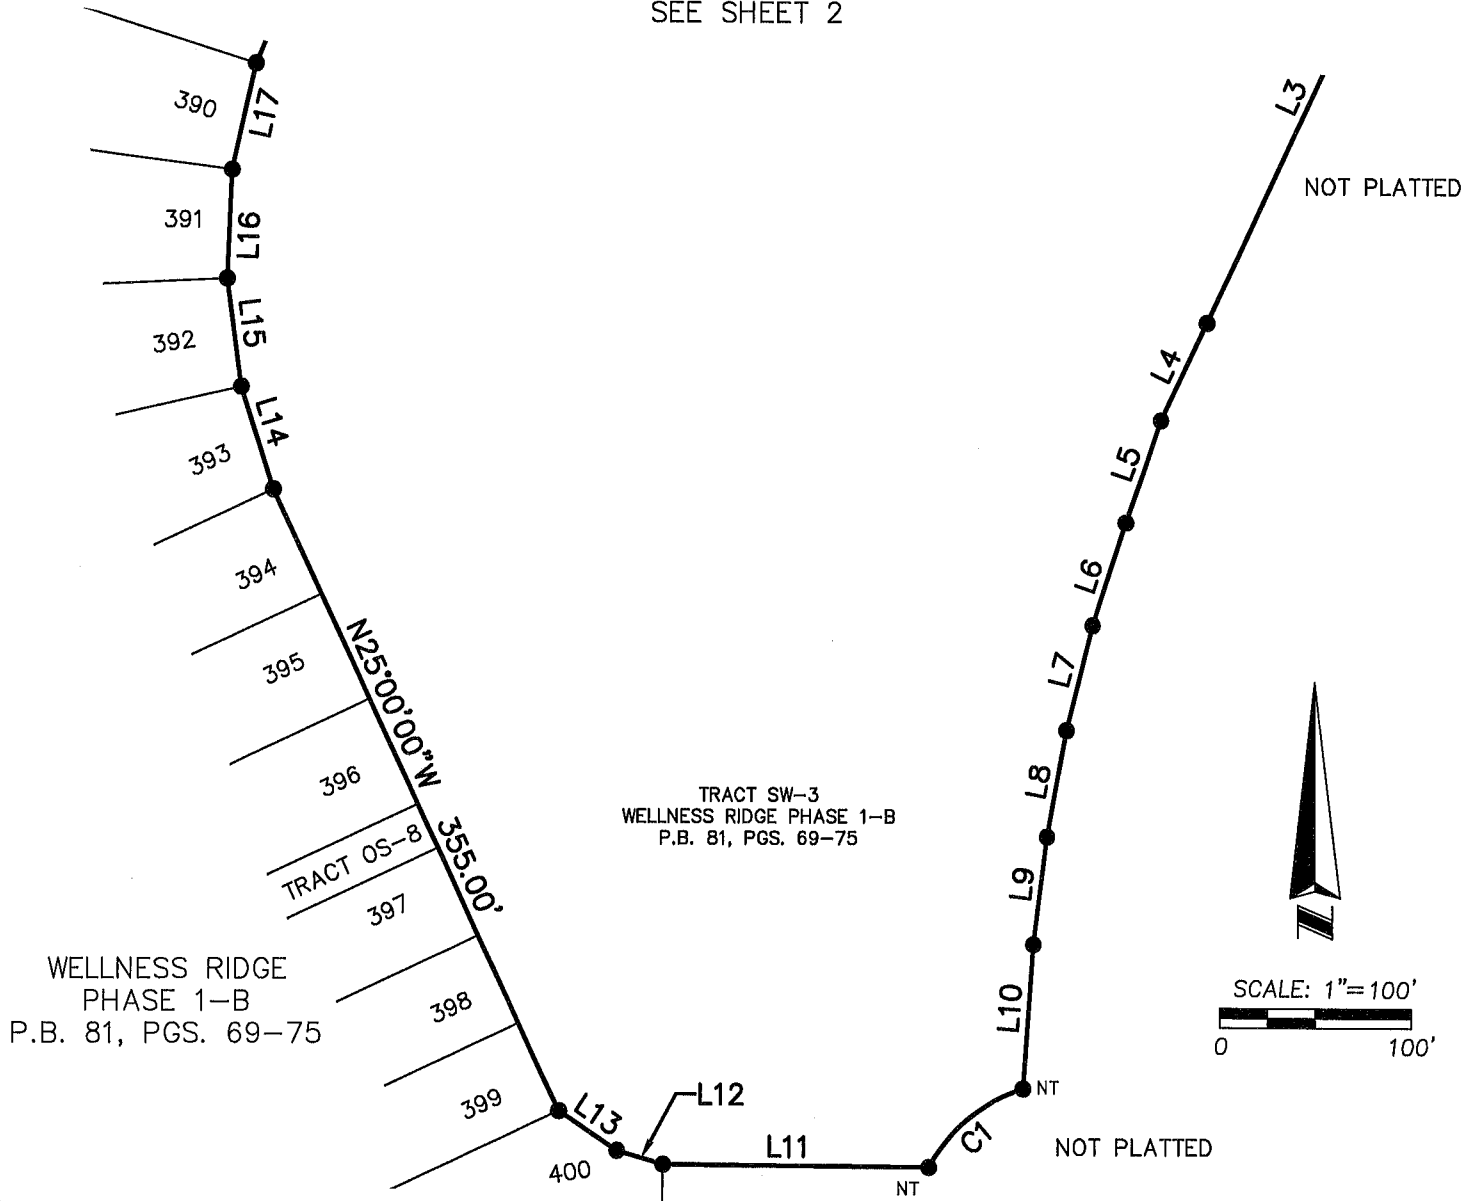 SEE SHEET 2
390
L17
391
L16
392
L15
393
L14
394
395
396
TRACT OS-8
397
398
399
400
N25°00'00"W 355.00'
L13
L12
L11
C1
NT
NT
L10
L9
L8
L7
L6
L5
L4
L3
NOT PLATTED
NOT PLATTED
TRACT SW-3
WELLNESS RIDGE PHASE 1-B
P.B. 81, PGS. 69-75
WELLNESS RIDGE
PHASE 1-B
P.B. 81, PGS. 69-75
N
SCALE: 1"=100'
0 100'